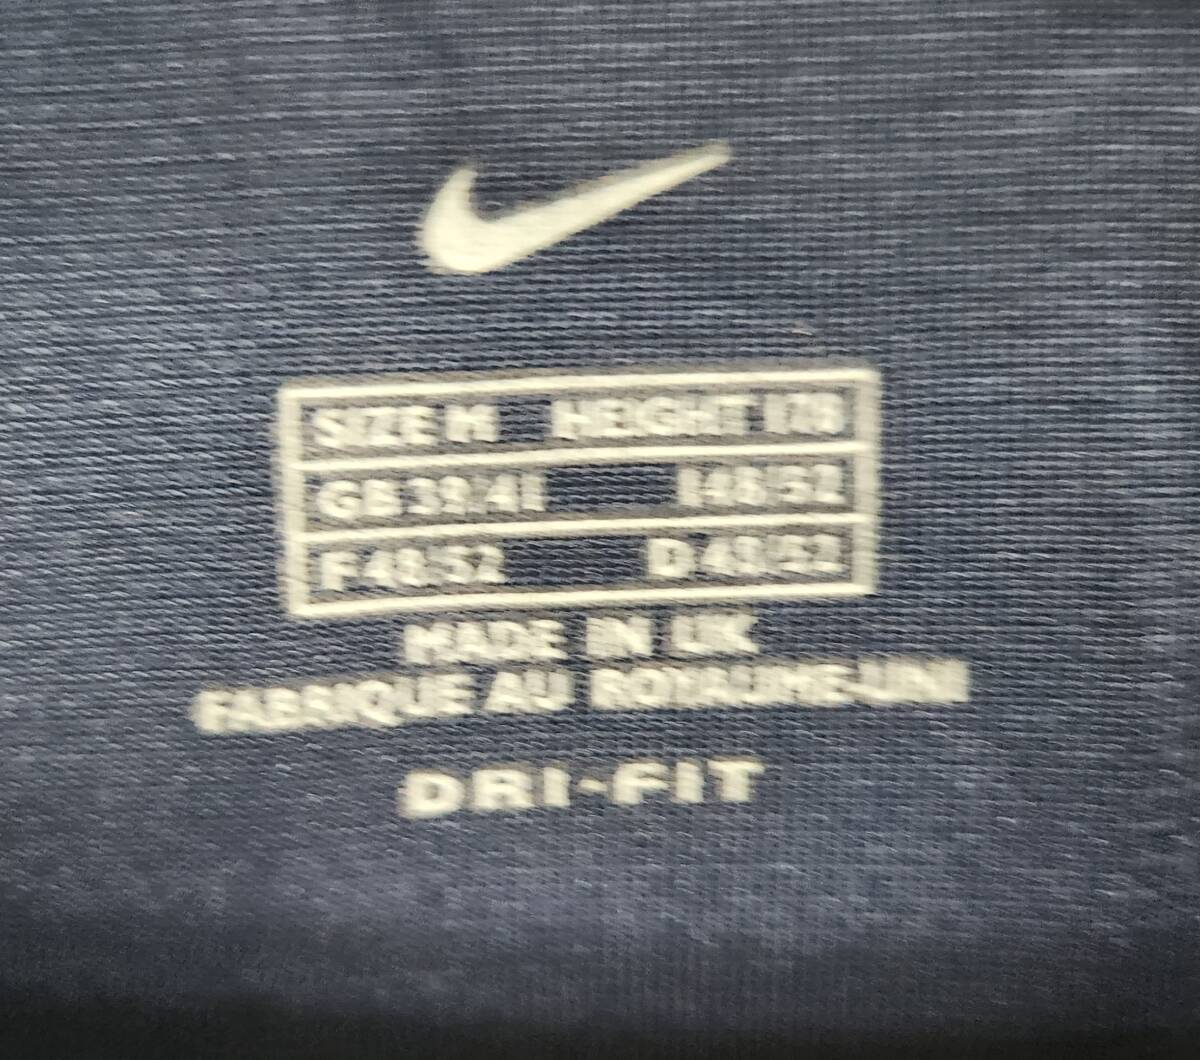 SIZE M HEIGHT 178
GB 39/41 I 48/52
F 48/52 D 48/52
MADE IN UK
FABRIQUE AU ROYAUME-UNI
DRI-FIT